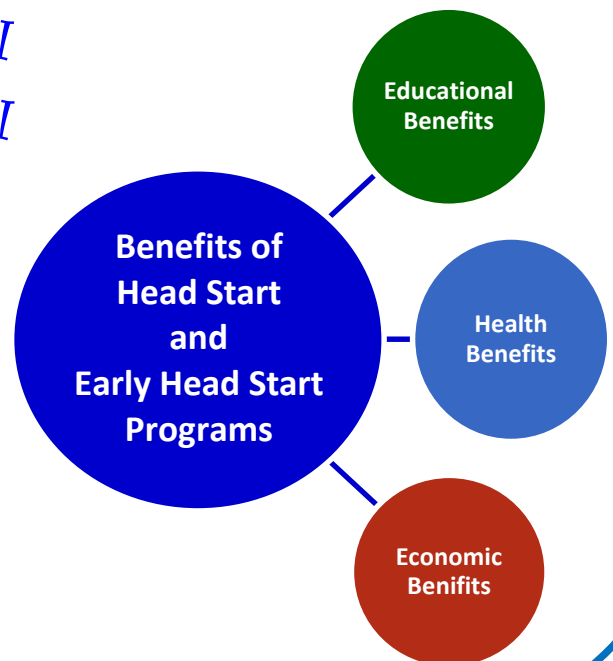 I
I
Educational
Benefits
Benefits of
Head Start
and
Early Head Start
Programs
Health
Benefits
Economic
Benifits